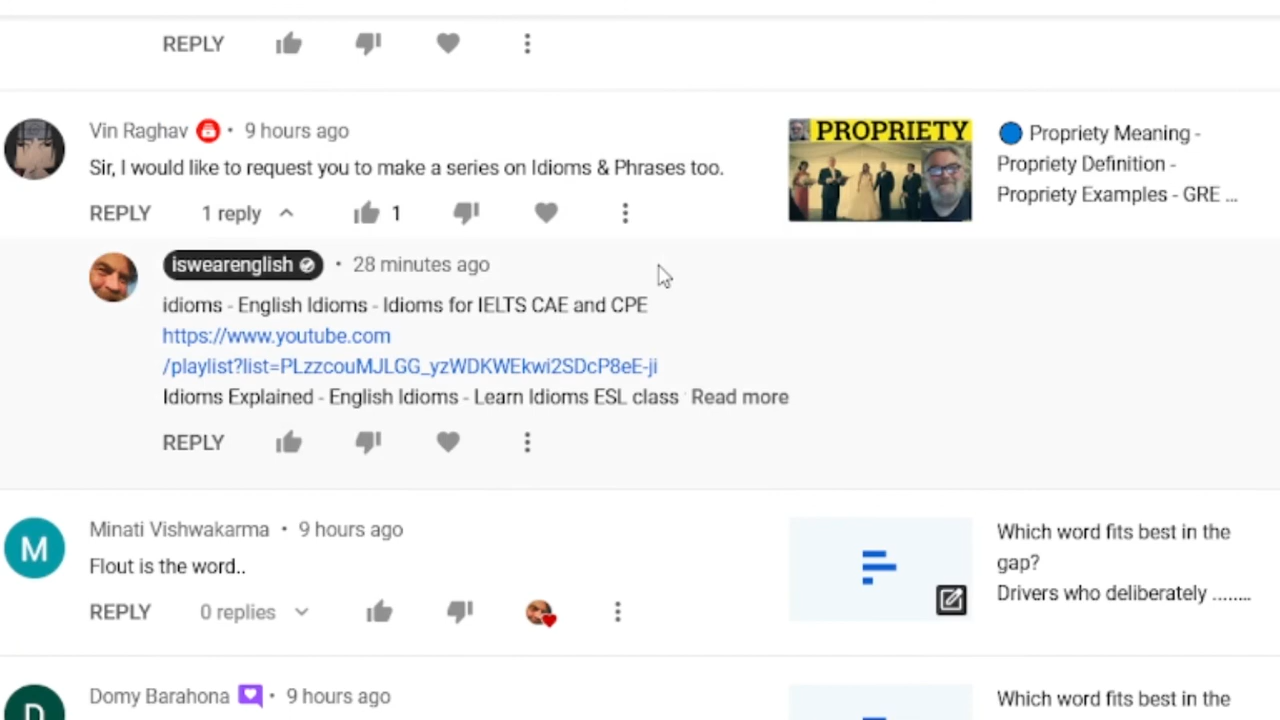 REPLY
Vin Raghav • 9 hours ago
Sir, I would like to request you to make a series on Idioms & Phrases too.
REPLY 1 reply 1
PROPRIETY
Propriety Meaning -
Propriety Definition -
Propriety Examples - GRE ...
iswearenglish • 28 minutes ago
idioms - English Idioms - Idioms for IELTS CAE and CPE
https://www.youtube.com
/playlist?list=PLzzcouMJLGG_yzWDKWEkwi2SDcP8eE-ji
Idioms Explained - English Idioms - Learn Idioms ESL class Read more
REPLY
M
Minati Vishwakarma • 9 hours ago
Flout is the word..
REPLY 0 replies
Which word fits best in the
gap?
Drivers who deliberately ........
D
Domy Barahona • 9 hours ago
Which word fits best in the